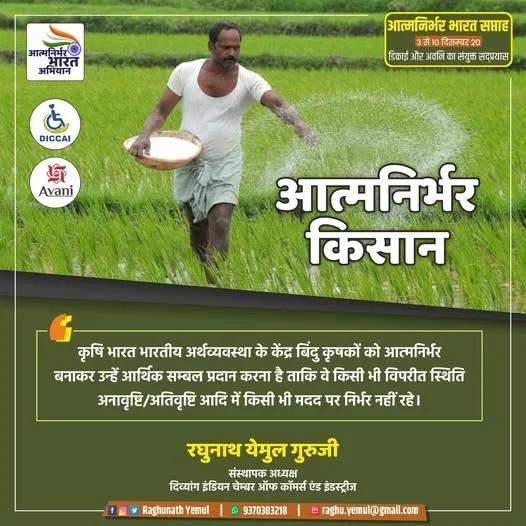 आत्मनिर्भर
भारत
अभियान
आत्मनिर्भर भारत सप्ताह
3 से 10 दिसम्बर 20
डिकाई और अवनि का संयुक्त सद्प्रयास
DICCAI
Avani
आत्मनिर्भर
किसान
कृषि भारत भारतीय अर्थव्यवस्था के केंद्र बिंदु कृषकों को आत्मनिर्भर
बनाकर उन्हें आर्थिक सम्बल प्रदान करना है ताकि वे किसी भी विपरीत स्थिति
अनावृष्टि/अतिवृष्टि आदि में किसी भी मदद पर निर्भर नहीं रहे।
रघुनाथ येमुल गुरुजी
संस्थापक अध्यक्ष
दिव्यांग इंडियन चेम्बर ऑफ कॉमर्स एंड इंडस्ट्रीज
Raghunath Yemul | 9370383218 | raghu.yemul@gmail.com